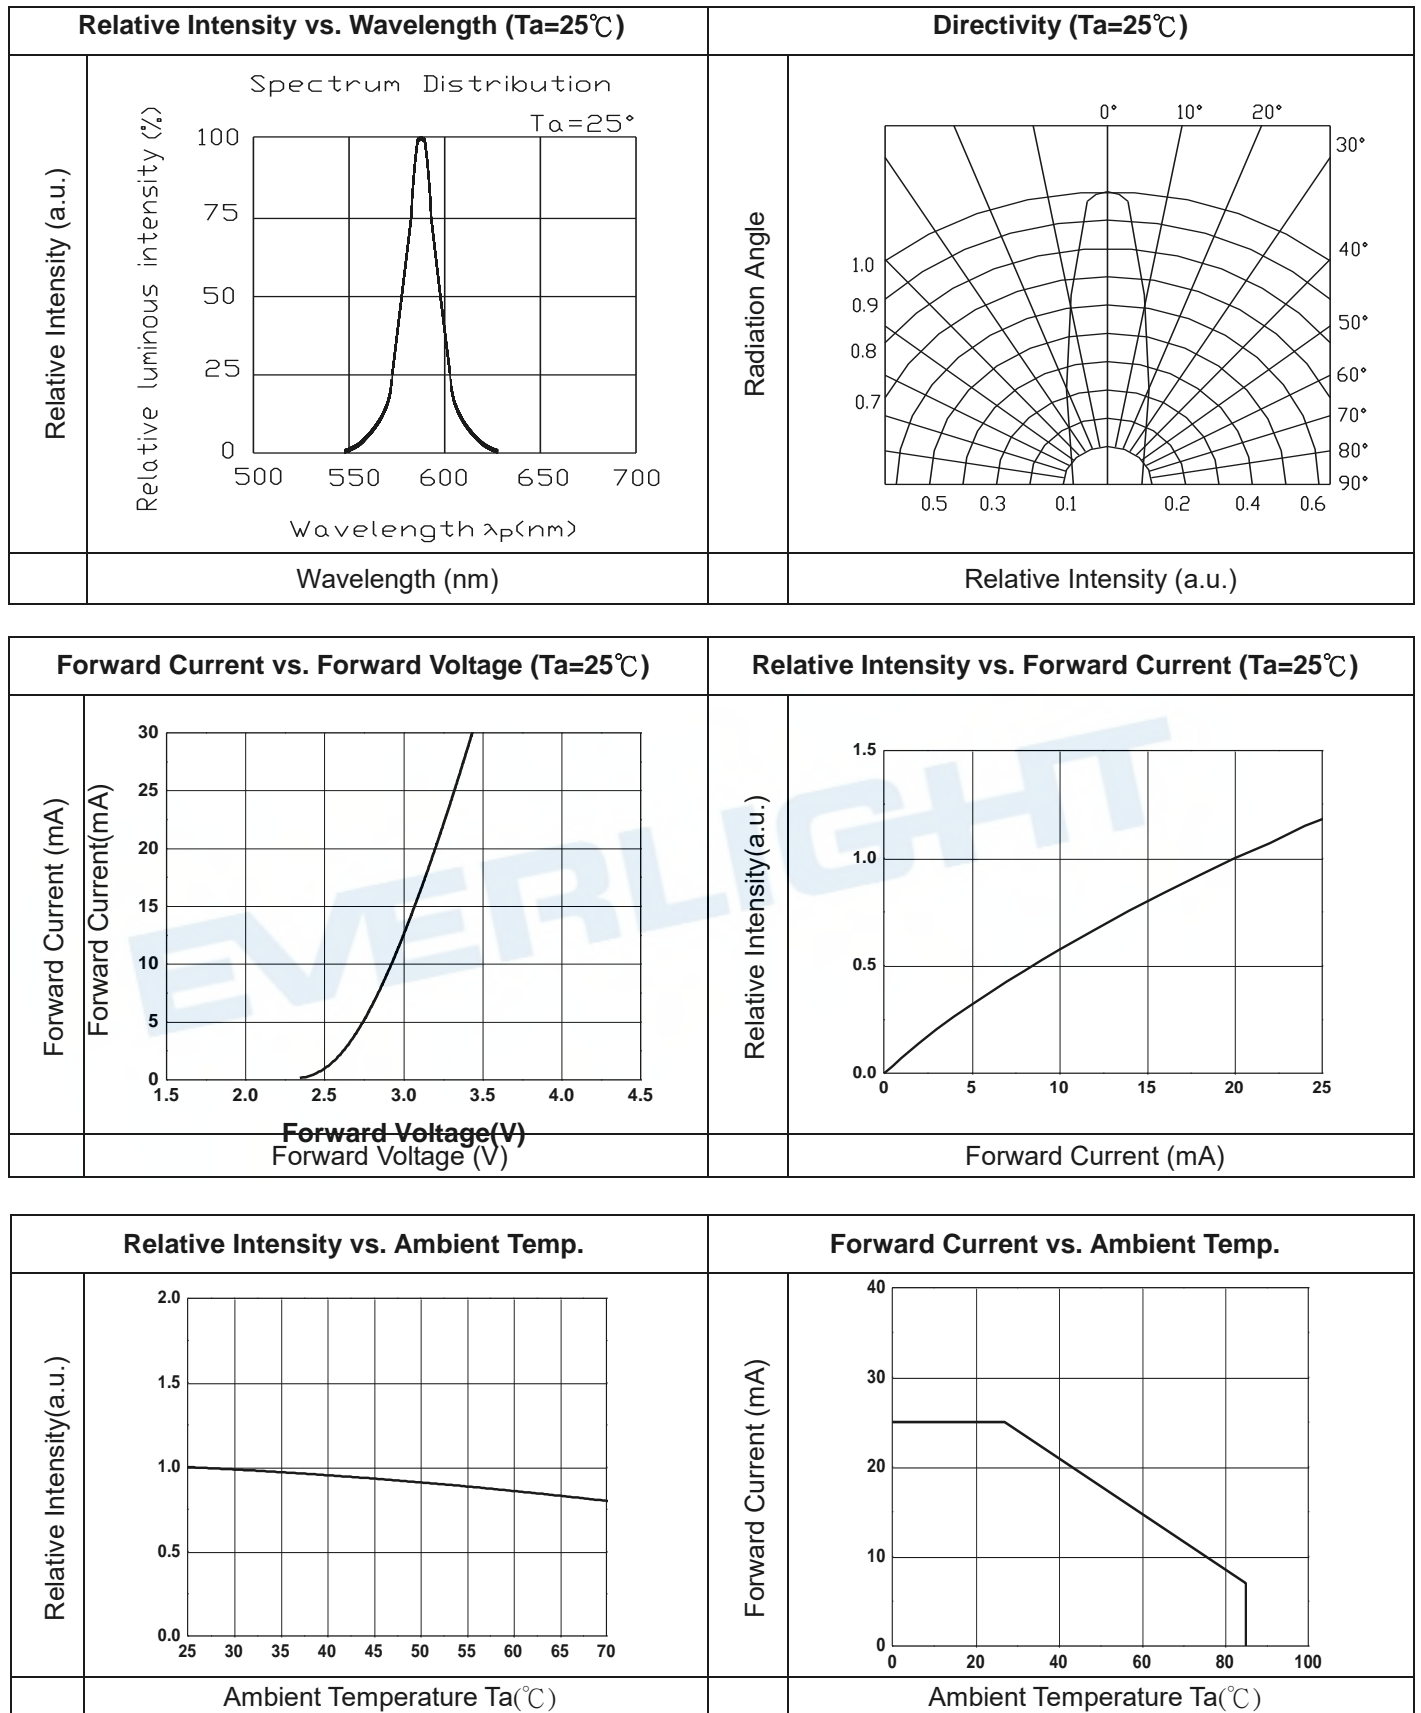 Relative Intensity vs. Wavelength (Ta=25℃)
Relative Intensity (a.u.)
Spectrum Distribution
Ta=25°
Relative luminous intensity (%)
100
75
50
25
0
500 550 600 650 700
Wavelength λp(nm)
Wavelength (nm)
Directivity (Ta=25℃)
Radiation Angle
0° 10° 20°
30°
40°
50°
60°
70°
80°
90°
1.0
0.9
0.8
0.7
0.5 0.3 0.1 0.2 0.4 0.6
Relative Intensity (a.u.)
Forward Current vs. Forward Voltage (Ta=25℃)
Forward Current (mA)
Forward Current(mA)
30
25
20
15
10
5
0
1.5 2.0 2.5 3.0 3.5 4.0 4.5
Forward Voltage(V)
Forward Voltage (V)
Relative Intensity vs. Forward Current (Ta=25℃)
Relative Intensity(a.u.)
1.5
1.0
0.5
0.0
0 5 10 15 20 25
Forward Current (mA)
EVERLIGHT
Relative Intensity vs. Ambient Temp.
Relative Intensity(a.u.)
2.0
1.5
1.0
0.5
0.0
25 30 35 40 45 50 55 60 65 70
Ambient Temperature Ta(℃)
Forward Current vs. Ambient Temp.
Forward Current (mA)
40
30
20
10
0
0 20 40 60 80 100
Ambient Temperature Ta(℃)